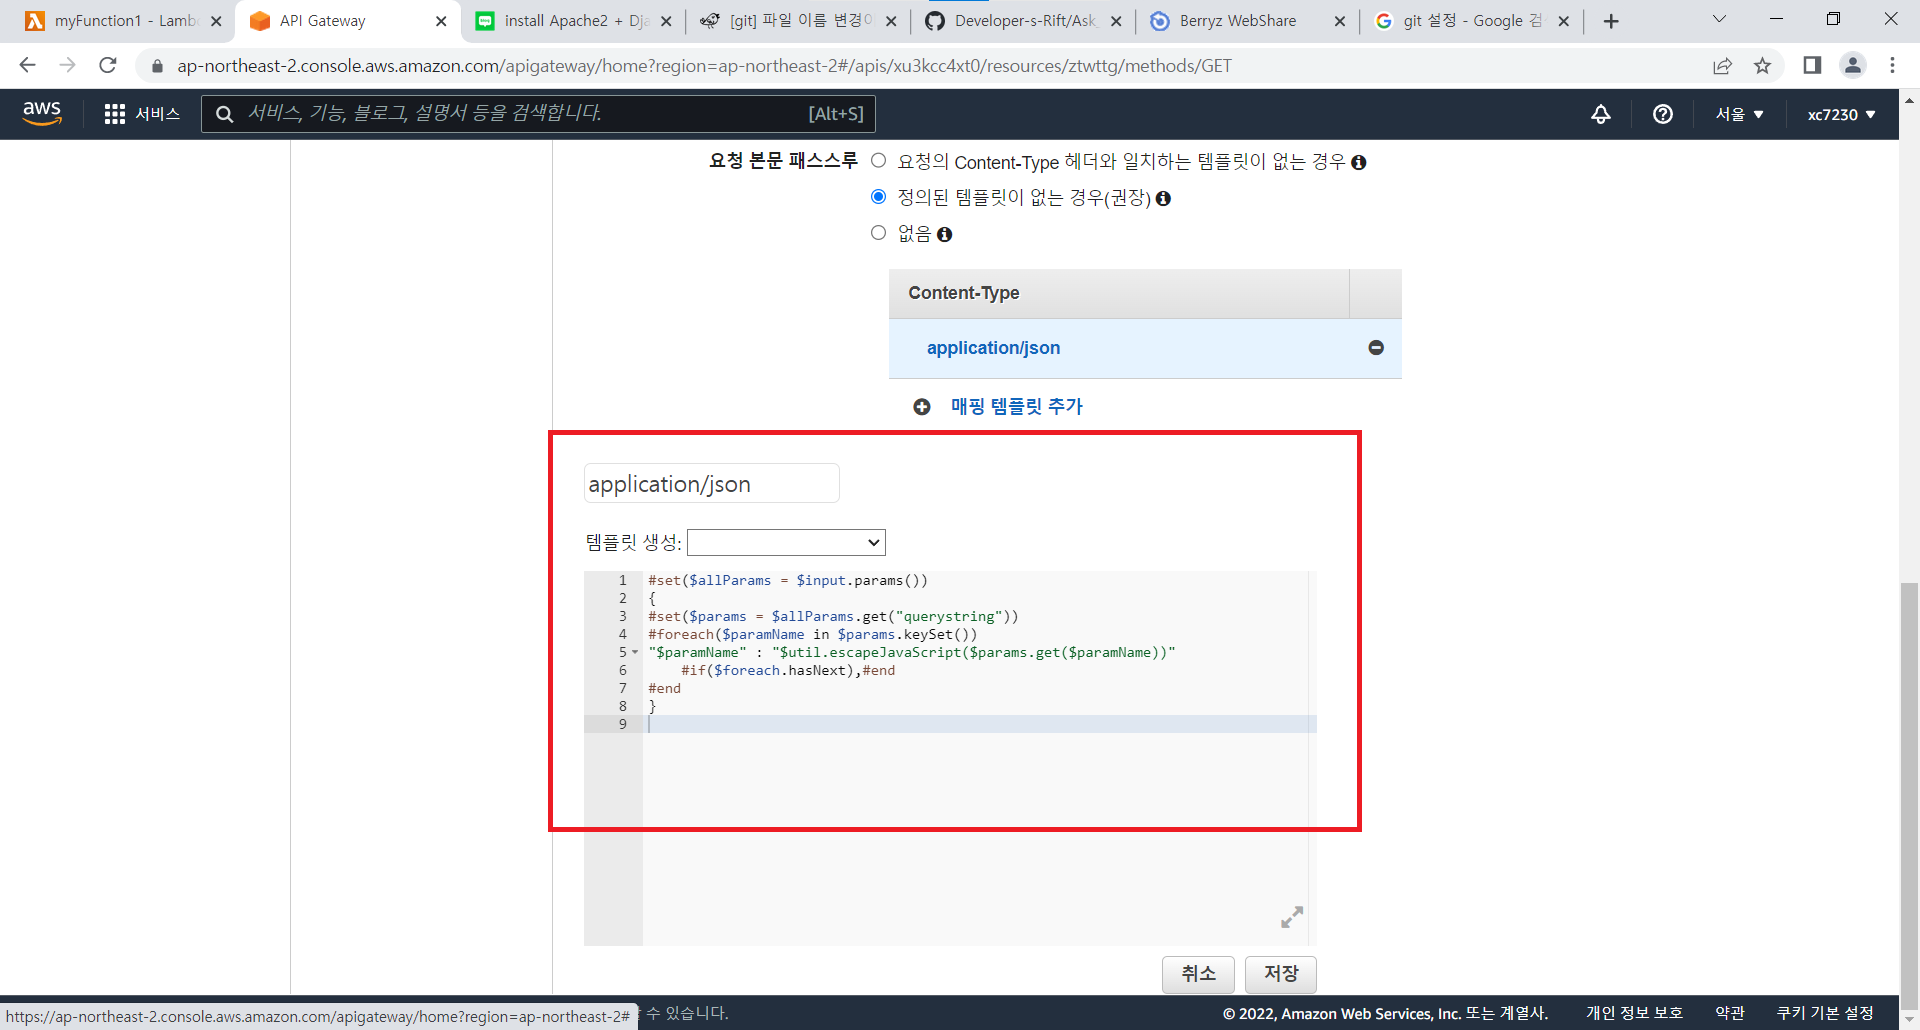 myFunction1 - Lamb
API Gateway
install Apache2 + Dja
[git] 파일 이름 변경이
Developer-s-Rift/Ask_
Berryz WebShare
git 설정 - Google 검색
ap-northeast-2.console.aws.amazon.com/apigateway/home?region=ap-northeast-2#/apis/xu3kcc4xt0/resources/ztwttg/methods/GET
aws
서비스
서비스, 기능, 블로그, 설명서 등을 검색합니다.
[Alt+S]
서울 ▼
xc7230 ▼
요청 본문 패스스루
요청의 Content-Type 헤더와 일치하는 템플릿이 없는 경우
정의된 템플릿이 없는 경우(권장)
없음
Content-Type
application/json
매핑 템플릿 추가
application/json
템플릿 생성:
1 #set($allParams = $input.params())
2 {
3 #set($params = $allParams.get("querystring"))
4 #foreach($paramName in $params.keySet())
5 "$paramName" : "$util.escapeJavaScript($params.get($paramName))"
6 #if($foreach.hasNext),#end
7 #end
8 }
9
취소
저장
https://ap-northeast-2.console.aws.amazon.com/apigateway/home?region=ap-northeast-2#
수 있습니다.
© 2022, Amazon Web Services, Inc. 또는 계열사.
개인 정보 보호
약관
쿠키 기본 설정